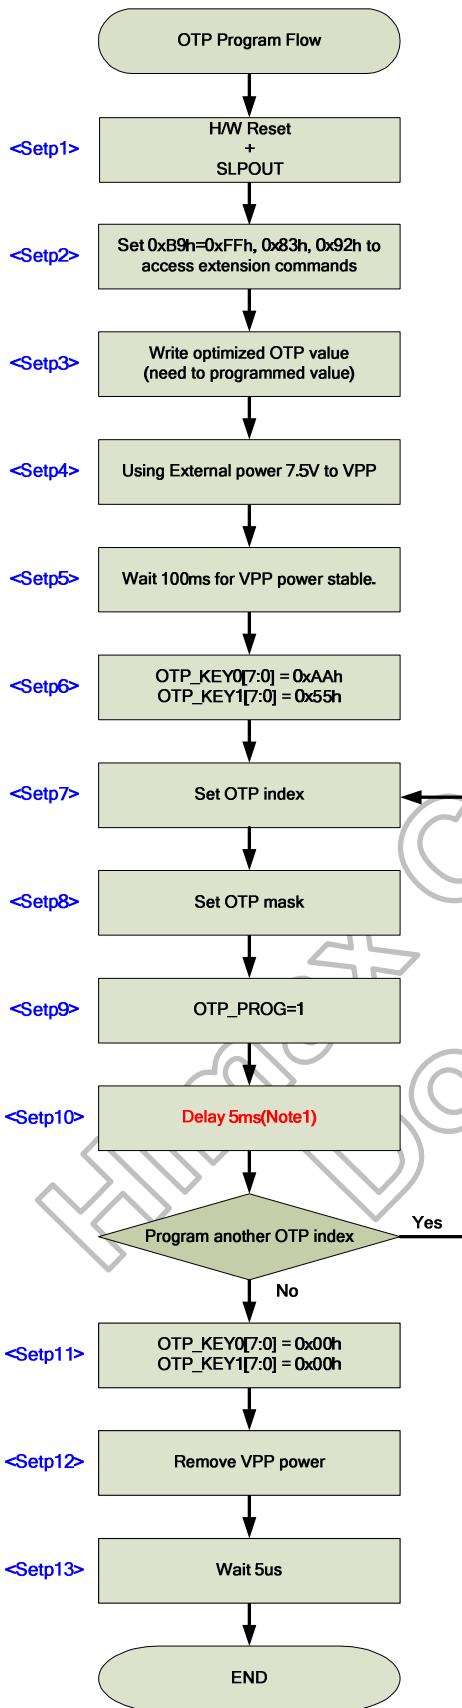 OTP Program Flow
<Setp1>
H/W Reset
+
SLPOUT
<Setp2>
Set 0xB9h=0xFFh, 0x83h, 0x92h to
access extension commands
<Setp3>
Write optimized OTP value
(need to programmed value)
<Setp4>
Using External power 7.5V to VPP
<Setp5>
Wait 100ms for VPP power stable.
<Setp6>
OTP_KEY0[7:0] = 0xAAh
OTP_KEY1[7:0] = 0x55h
<Setp7>
Set OTP index
<Setp8>
Set OTP mask
<Setp9>
OTP_PROG=1
<Setp10>
Delay 5ms(Note1)
Program another OTP index
Yes
No
<Setp11>
OTP_KEY0[7:0] = 0x00h
OTP_KEY1[7:0] = 0x00h
<Setp12>
Remove VPP power
<Setp13>
Wait 5us
END
Himax C
Do